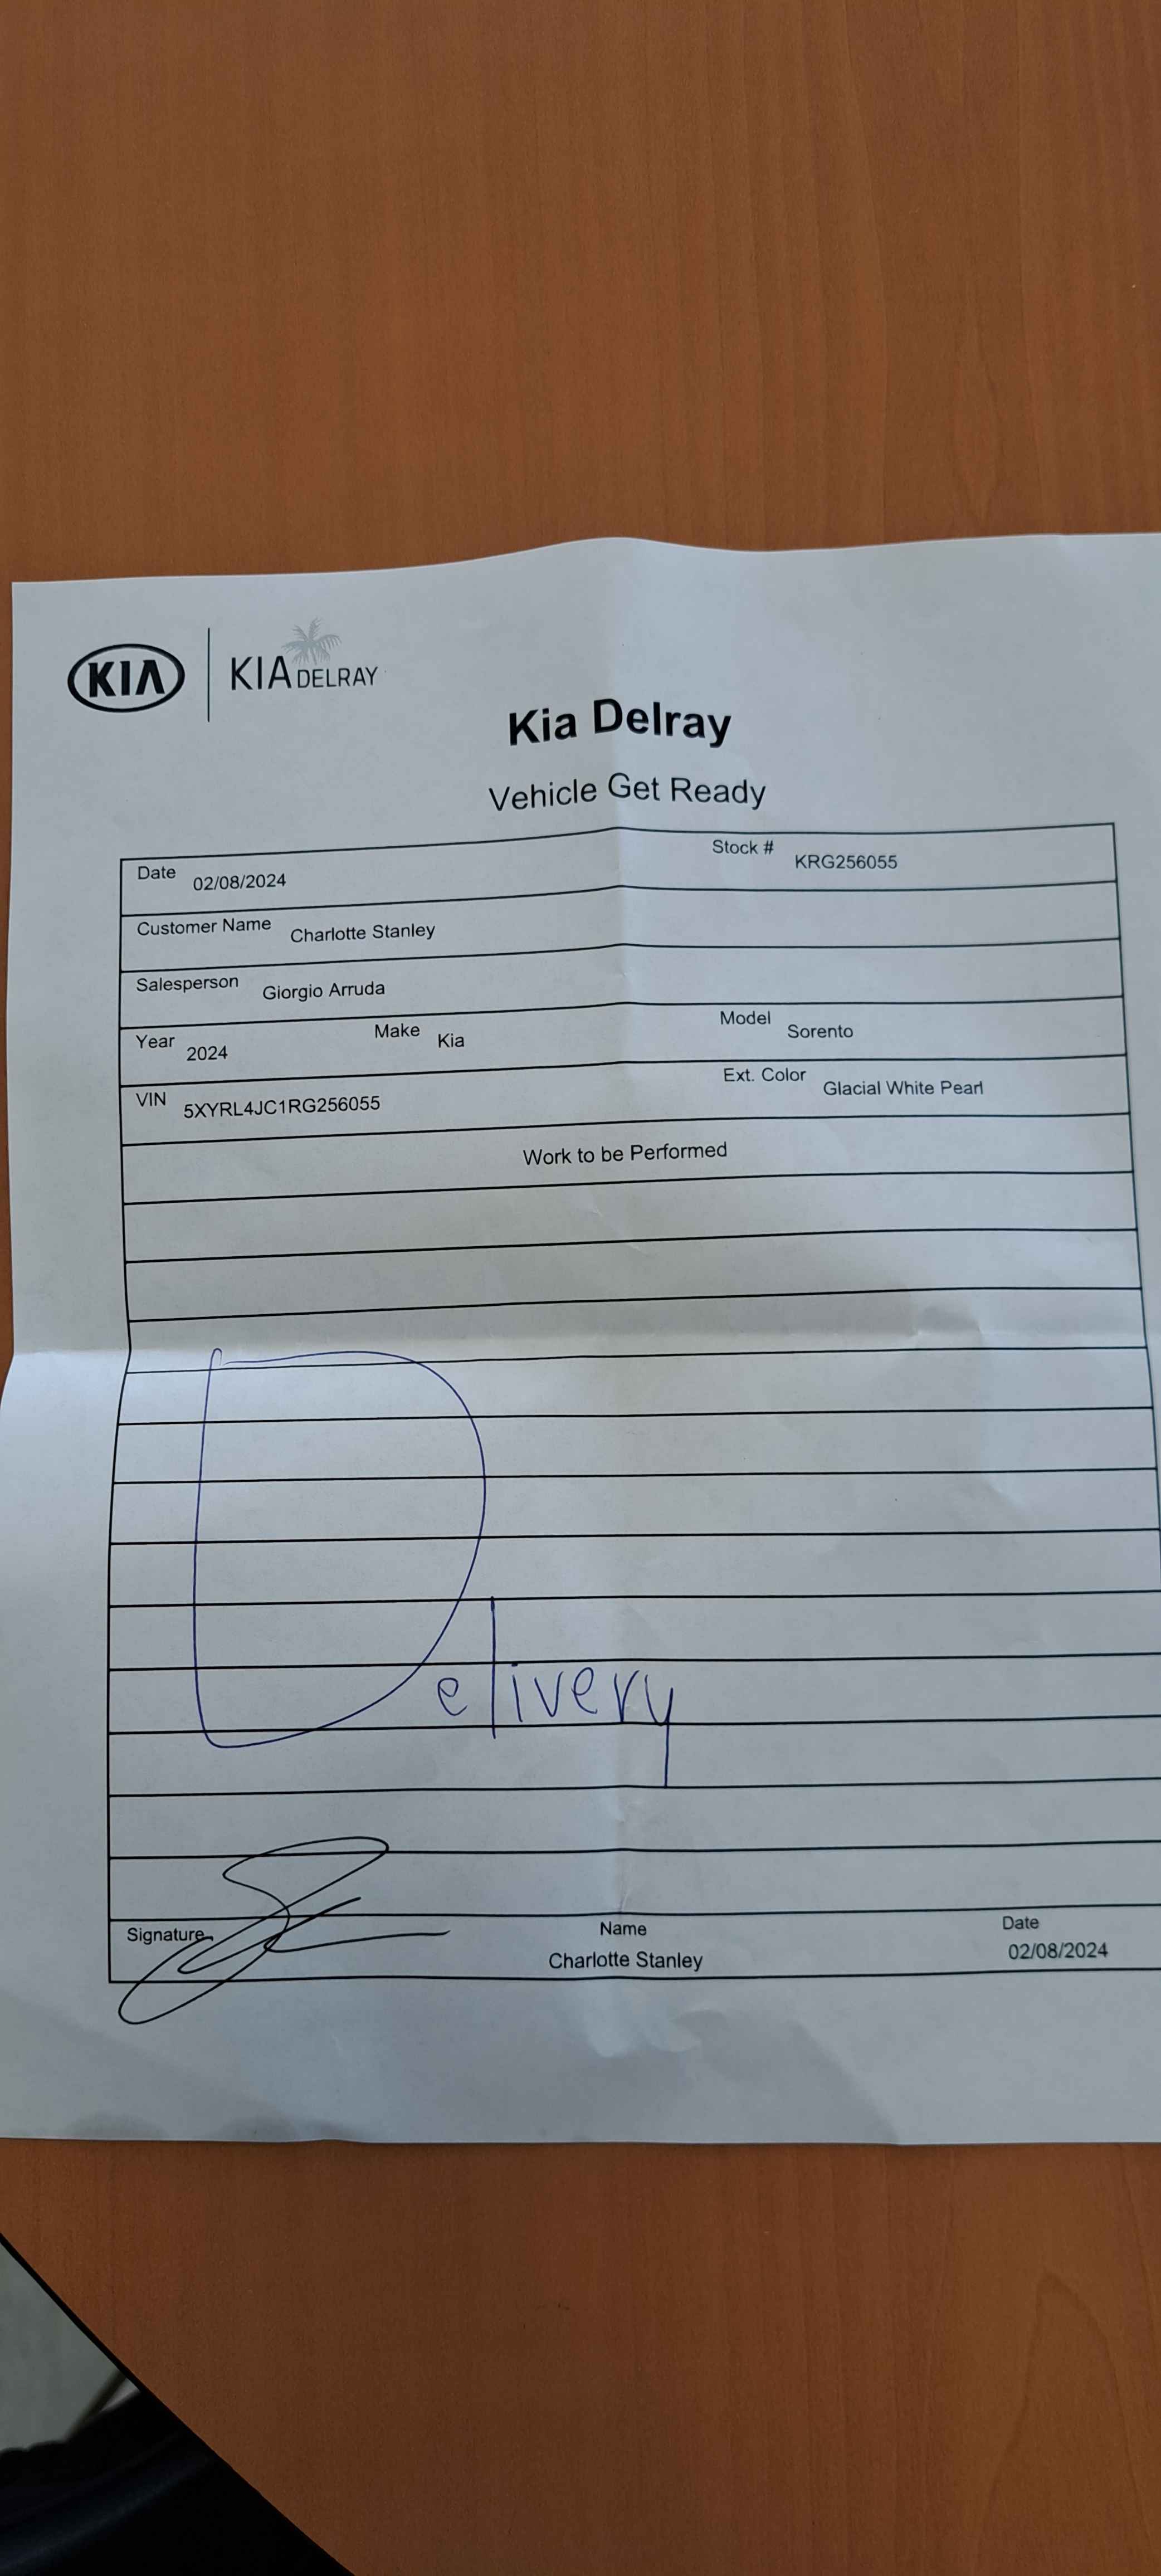 KIA KIA DELRAY
Kia Delray
Vehicle Get Ready
Date 02/08/2024 Stock # KRG256055
Customer Name Charlotte Stanley
Salesperson Giorgio Arruda
Year 2024 Make Kia Model Sorento
VIN 5XYRL4JC1RG256055 Ext. Color Glacial White Pearl
Work to be Performed
Delivery
Signature Name Date
Charlotte Stanley 02/08/2024